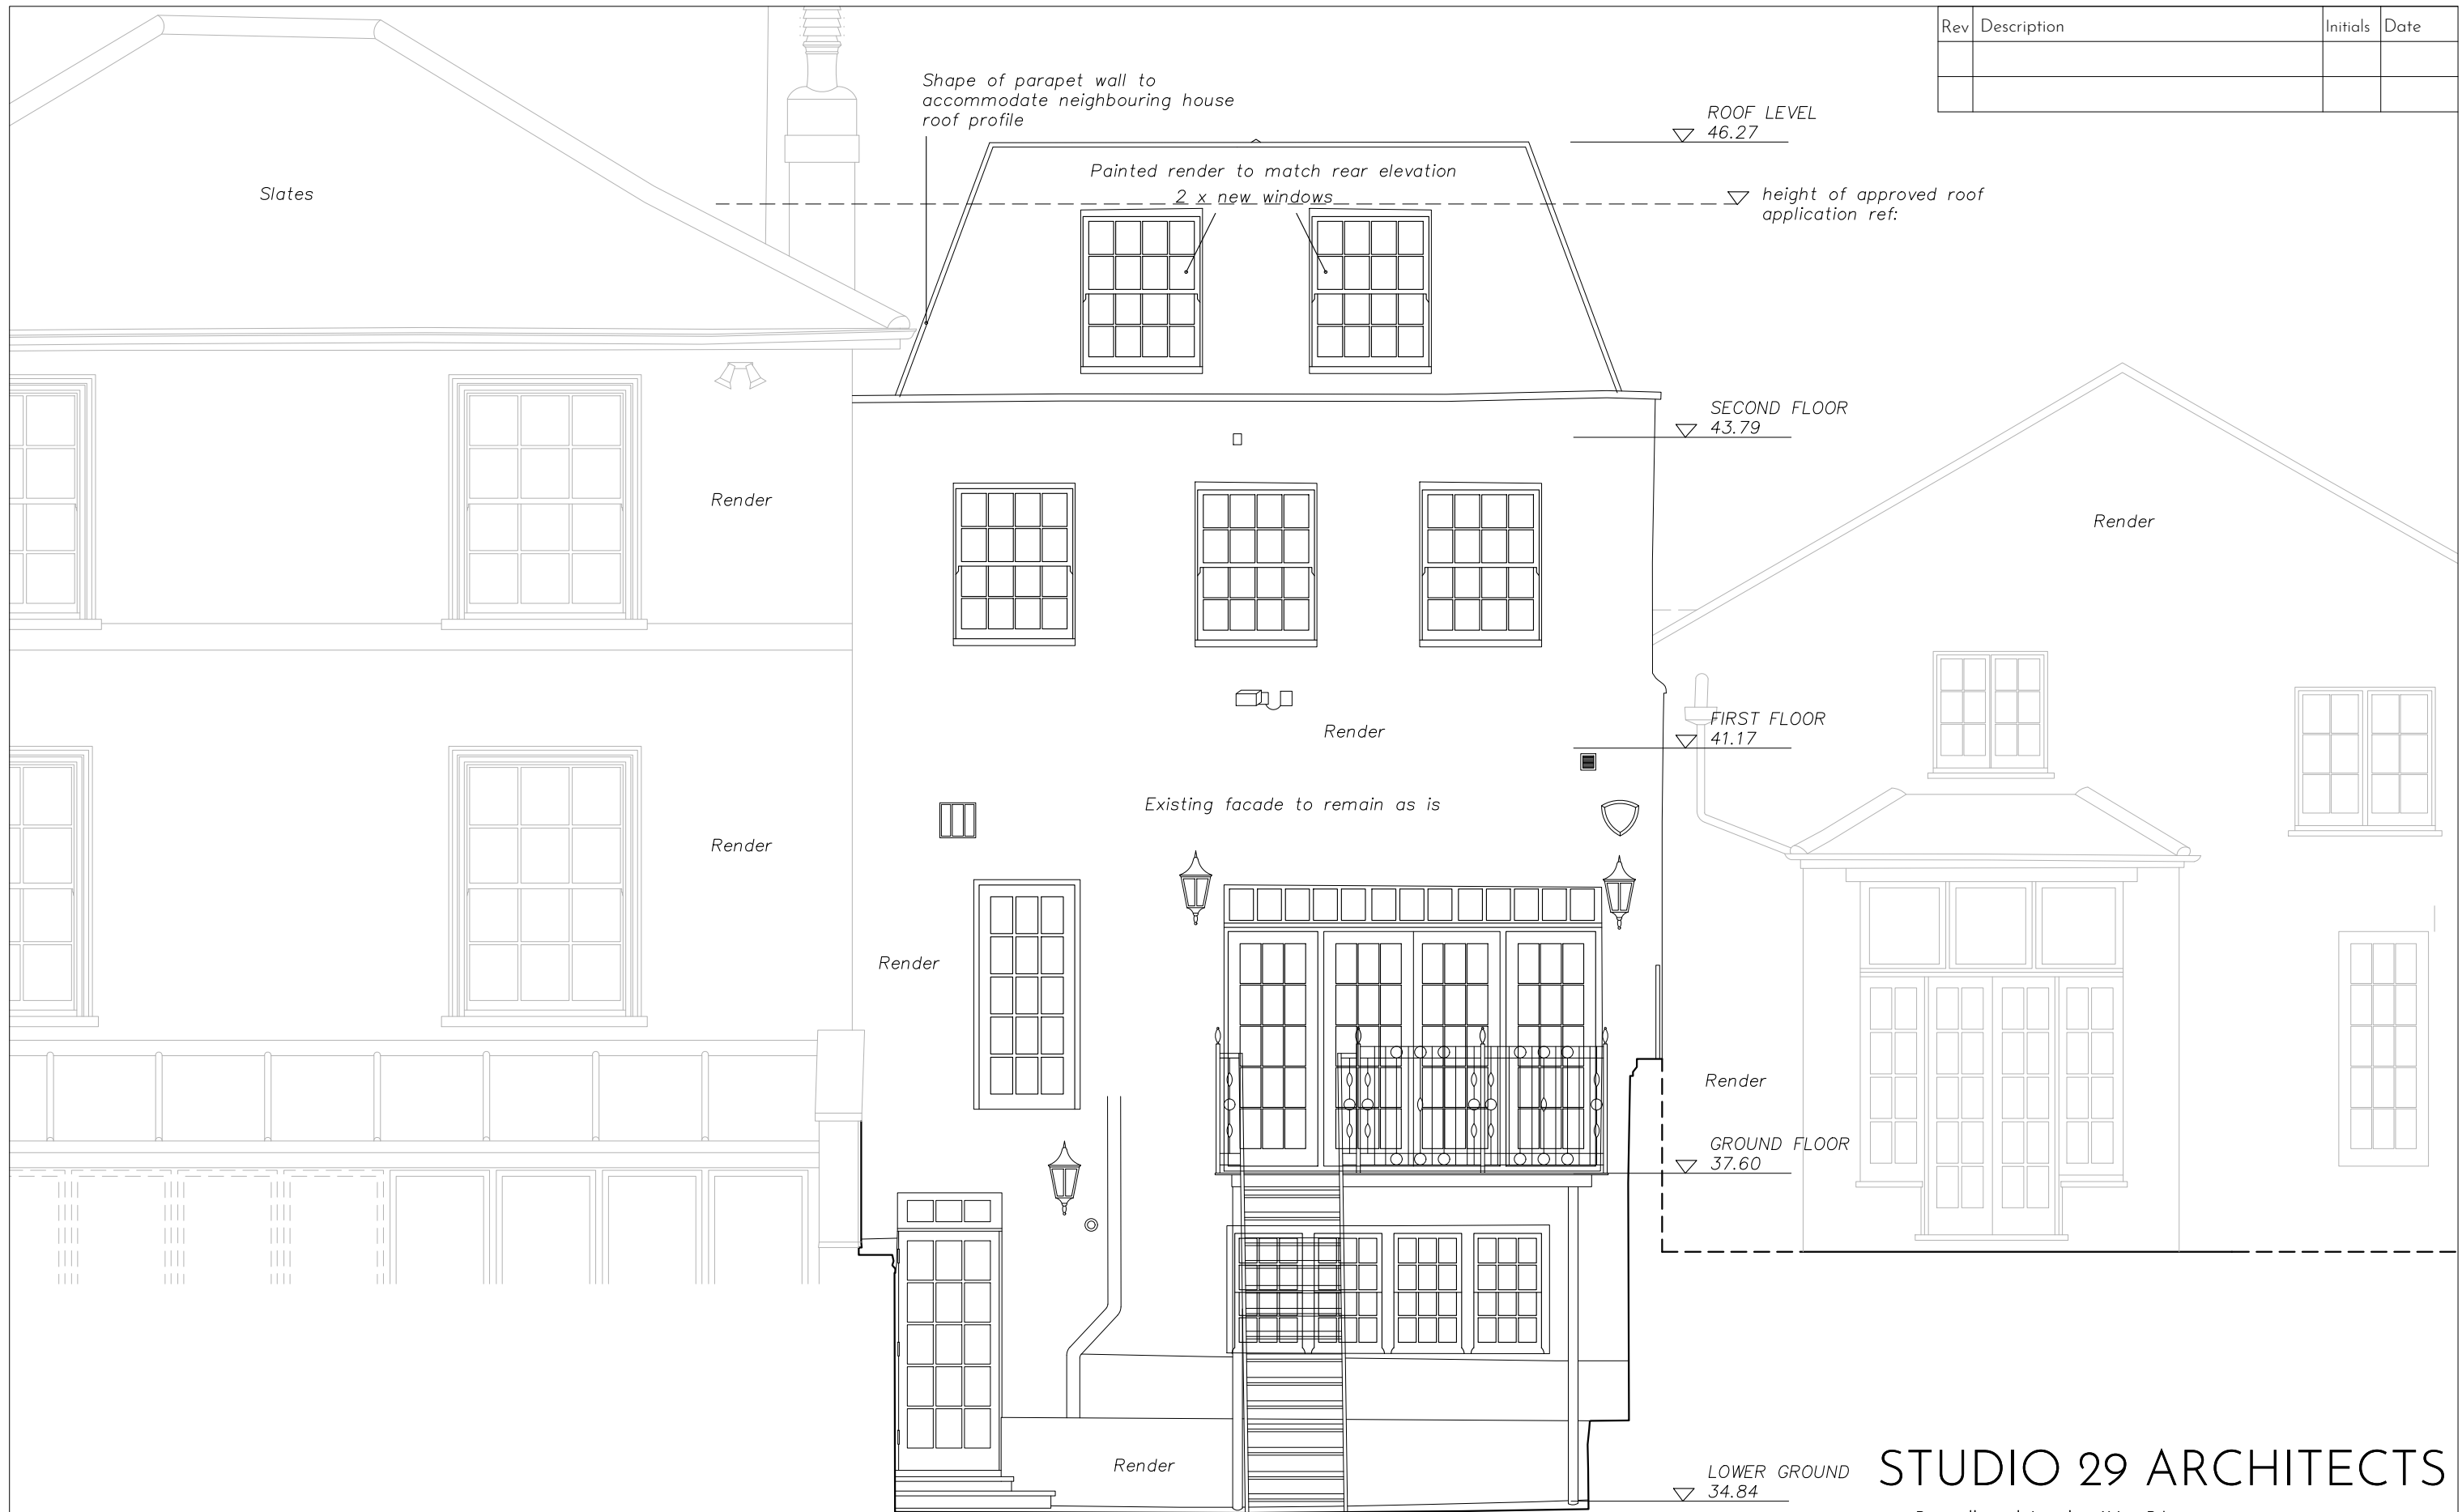 Rev Description Initials Date
Shape of parapet wall to
accommodate neighbouring house
roof profile
ROOF LEVEL
46.27
Painted render to match rear elevation
2 x new windows
height of approved roof
application ref:
Slates
SECOND FLOOR
43.79
Render
Render
FIRST FLOOR
41.17
Render
Existing facade to remain as is
Render
Render
Render
GROUND FLOOR
37.60
Render
LOWER GROUND
34.84
STUDIO 29 ARCHITECTS